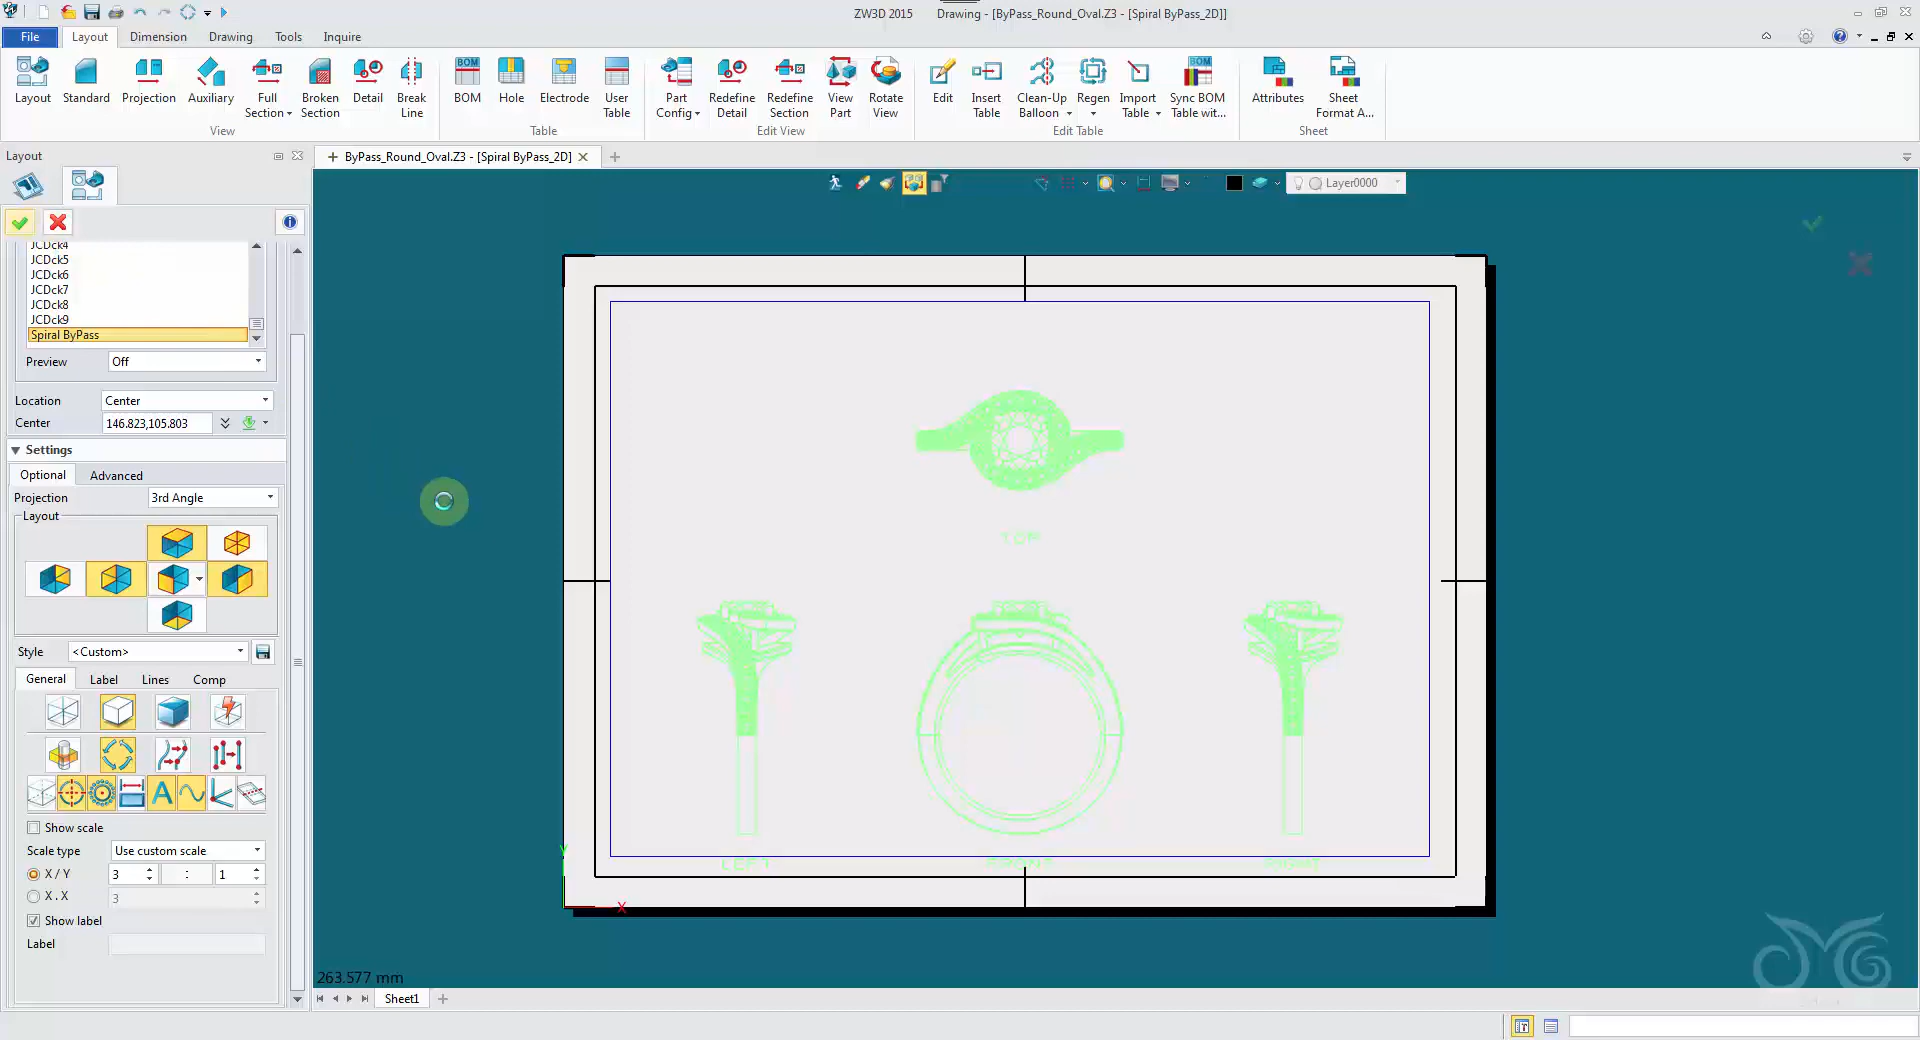 ZW3D 2015 Drawing - [ByPass_Round_Oval.Z3 - [Spiral ByPass_2D]]
File Layout Dimension Drawing Tools Inquire
Layout Standard Projection Auxiliary Full Section Broken Section Detail Break Line
BOM Hole Electrode User Table
Part Config Redefine Detail Redefine Section View Part Rotate View
Edit Insert Table Clean-Up Balloon Regen Import Table Sync BOM Table wit...
Attributes Sheet Format A...
View Table Edit View Edit Table Sheet
Layout
ByPass_Round_Oval.Z3 - [Spiral ByPass_2D]
Layer0000
JCDck4
JCDck5
JCDck6
JCDck7
JCDck8
JCDck9
Spiral ByPass
Preview Off
Location Center
Center 146.823,105.803
Settings
Optional Advanced
Projection 3rd Angle
Layout
Style <Custom>
General Label Lines Comp
Show scale
Scale type Use custom scale
X / Y 3 : 1
X . X 3
Show label
Label
TOP
LEFT FRONT RIGHT
Y
X
263.577 mm
Sheet1